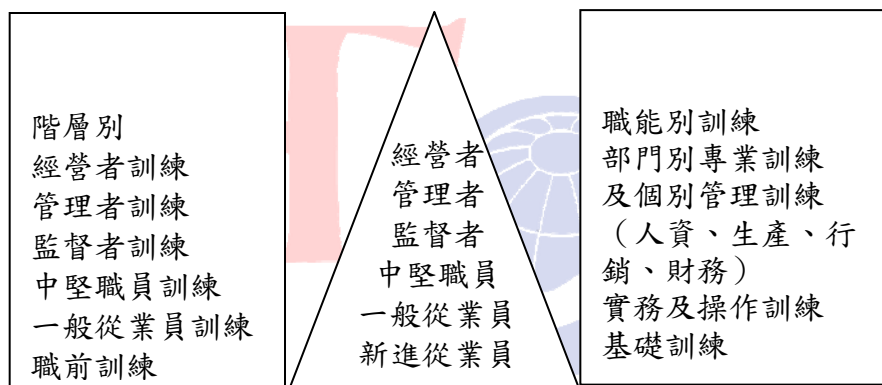 階層別
經營者訓練
管理者訓練
監督者訓練
中堅職員訓練
一般從業員訓練
職前訓練
經營者
管理者
監督者
中堅職員
一般從業員
新進從業員
職能別訓練
部門別專業訓練
及個別管理訓練
（人資、生產、行
銷、財務）
實務及操作訓練
基礎訓練